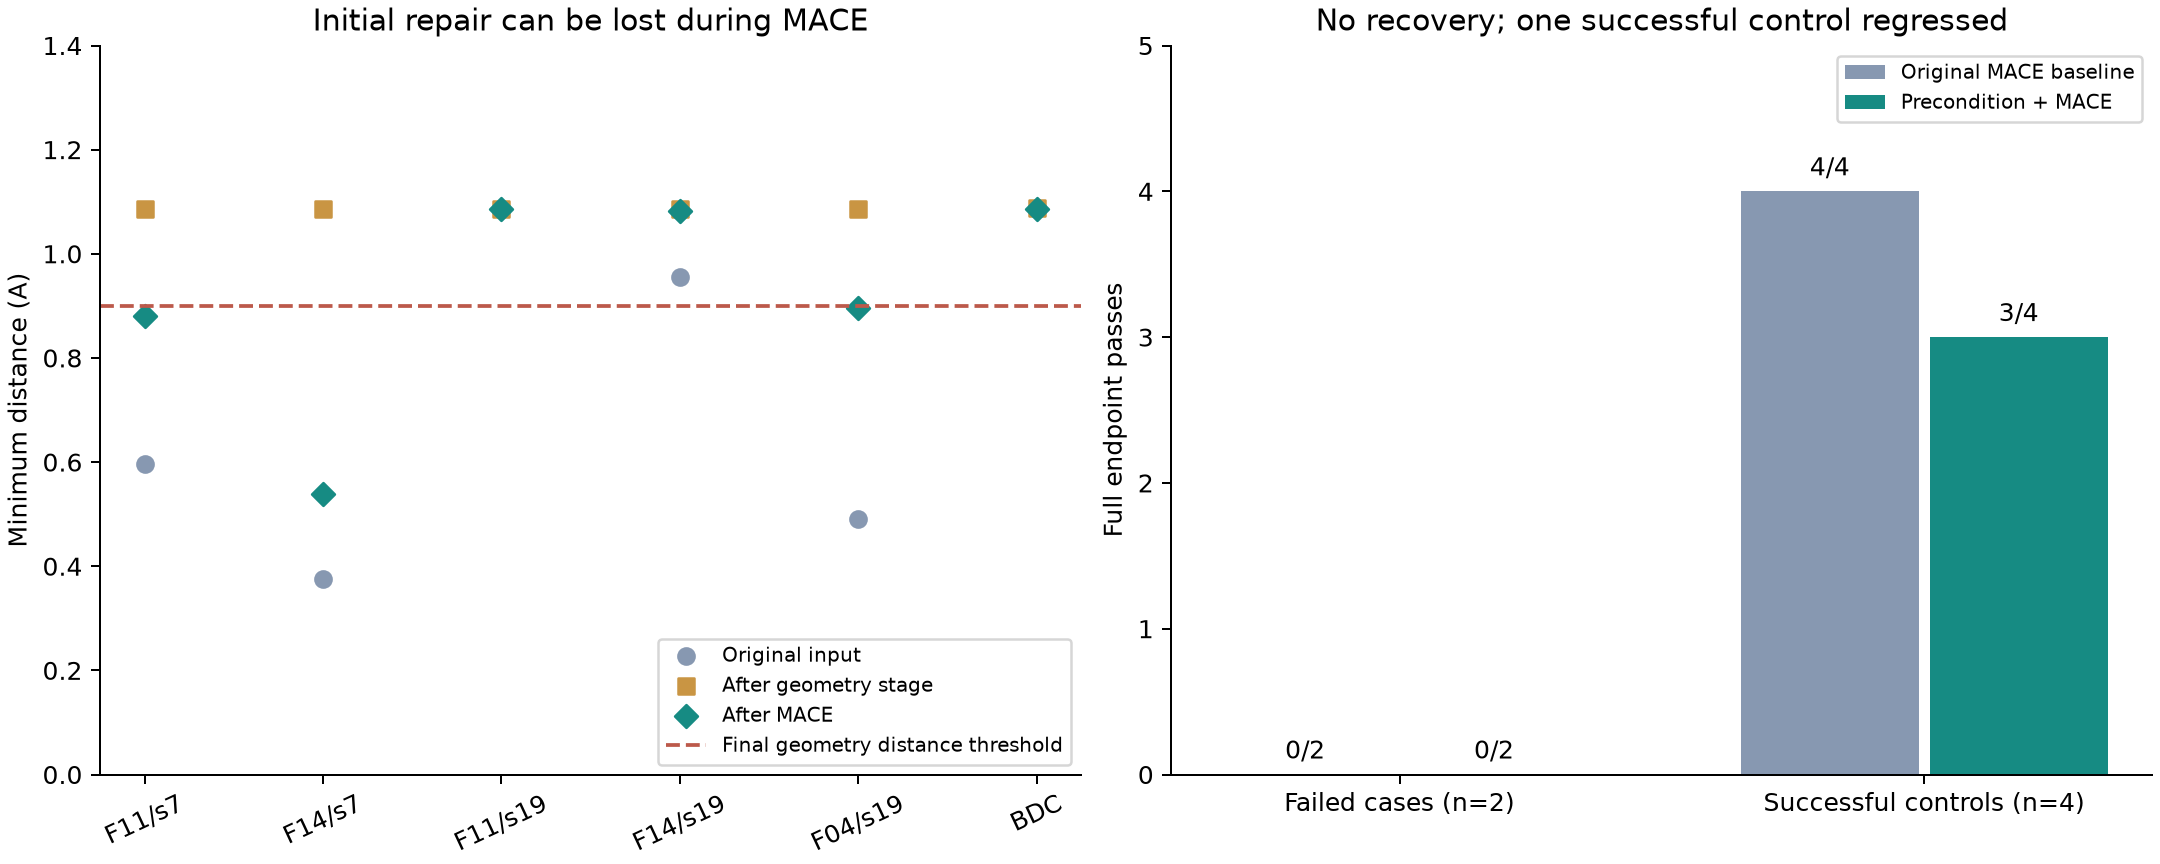 Initial repair can be lost during MACE
Minimum distance (A)
1.4
1.2
1.0
0.8
0.6
0.4
0.2
0.0
Original input
After geometry stage
After MACE
Final geometry distance threshold
F11/s7
F14/s7
F11/s19
F14/s19
F04/s19
BDC
No recovery; one successful control regressed
Full endpoint passes
5
4
3
2
1
0
Original MACE baseline
Precondition + MACE
4/4
3/4
0/2
0/2
Failed cases (n=2)
Successful controls (n=4)